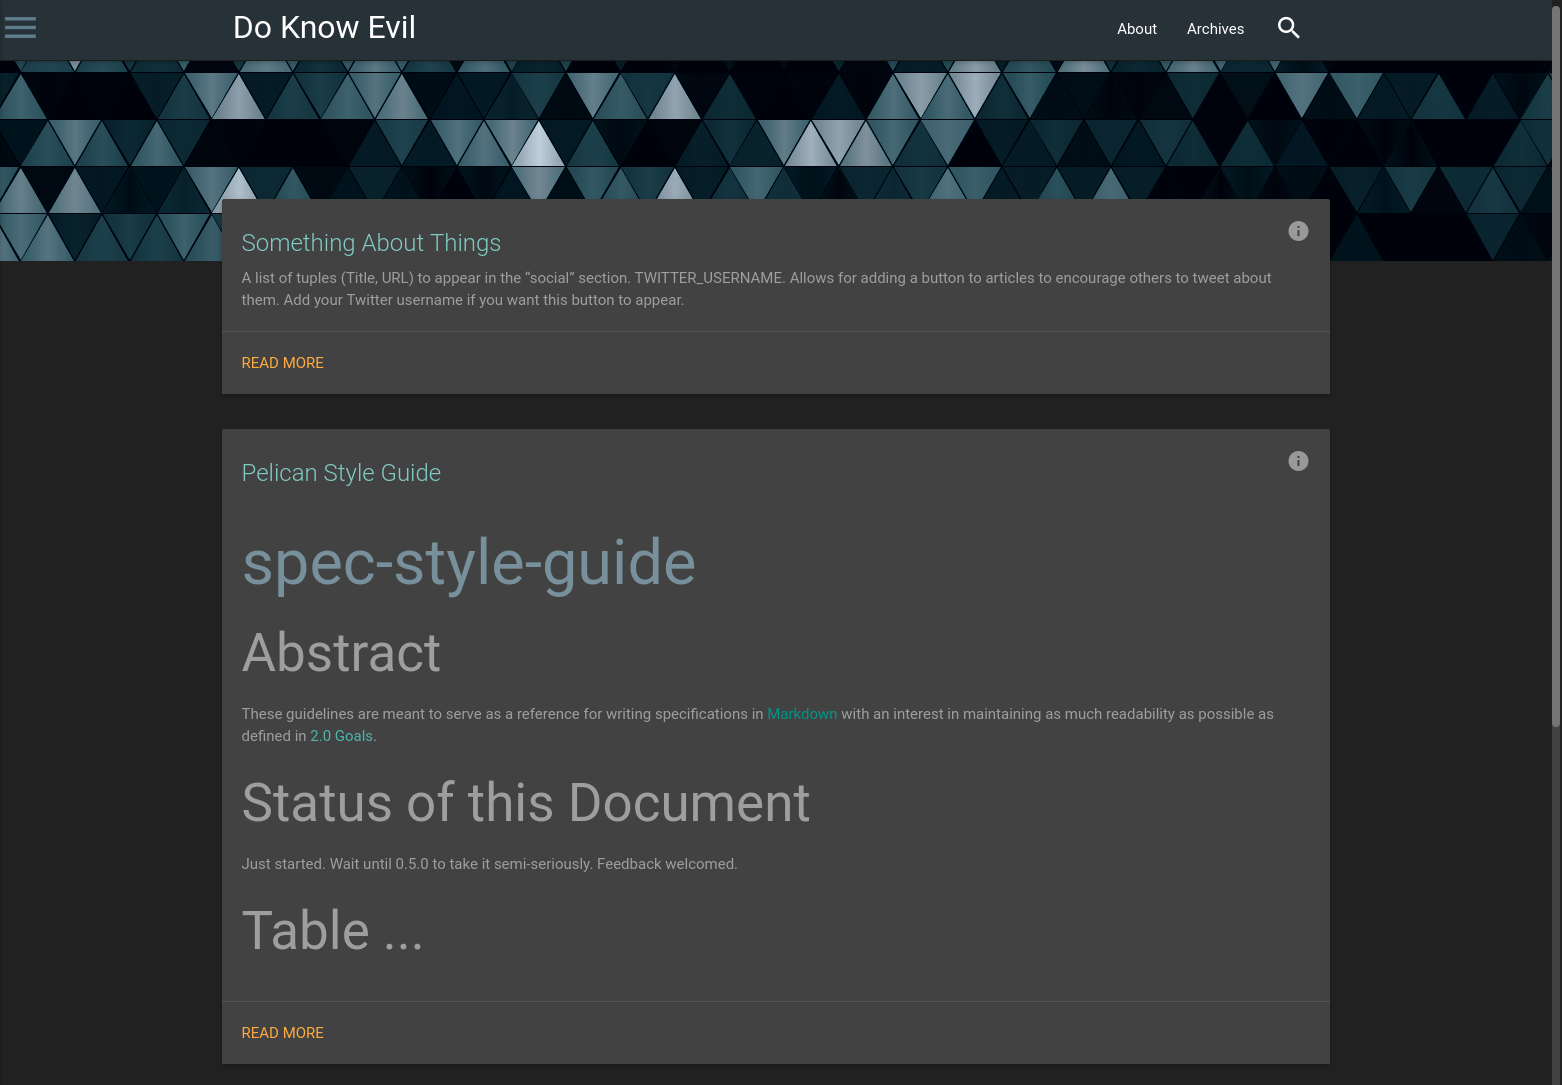 Do Know Evil
About
Archives
Something About Things
A list of tuples (Title, URL) to appear in the “social” section. TWITTER_USERNAME. Allows for adding a button to articles to encourage others to tweet about
them. Add your Twitter username if you want this button to appear.
READ MORE
Pelican Style Guide
spec-style-guide
Abstract
These guidelines are meant to serve as a reference for writing specifications in Markdown with an interest in maintaining as much readability as possible as
defined in 2.0 Goals.
Status of this Document
Just started. Wait until 0.5.0 to take it semi-seriously. Feedback welcomed.
Table ...
READ MORE